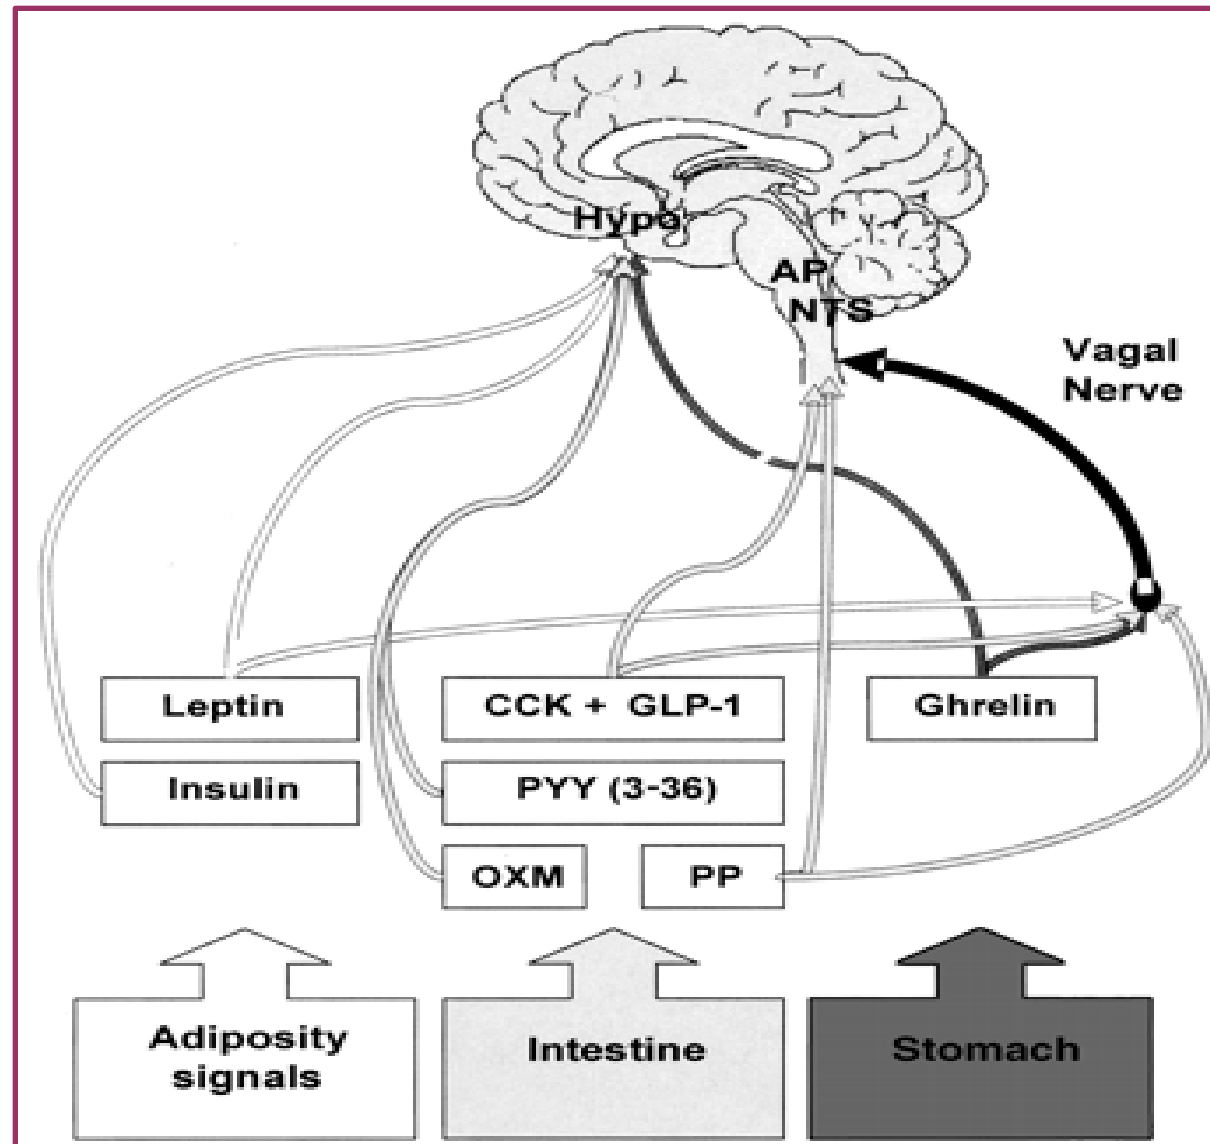 Hypo
AP
NTS
Vagal
Nerve
Leptin
CCK + GLP-1
Ghrelin
Insulin
PYY (3-36)
OXM
PP
Adiposity
signals
Intestine
Stomach